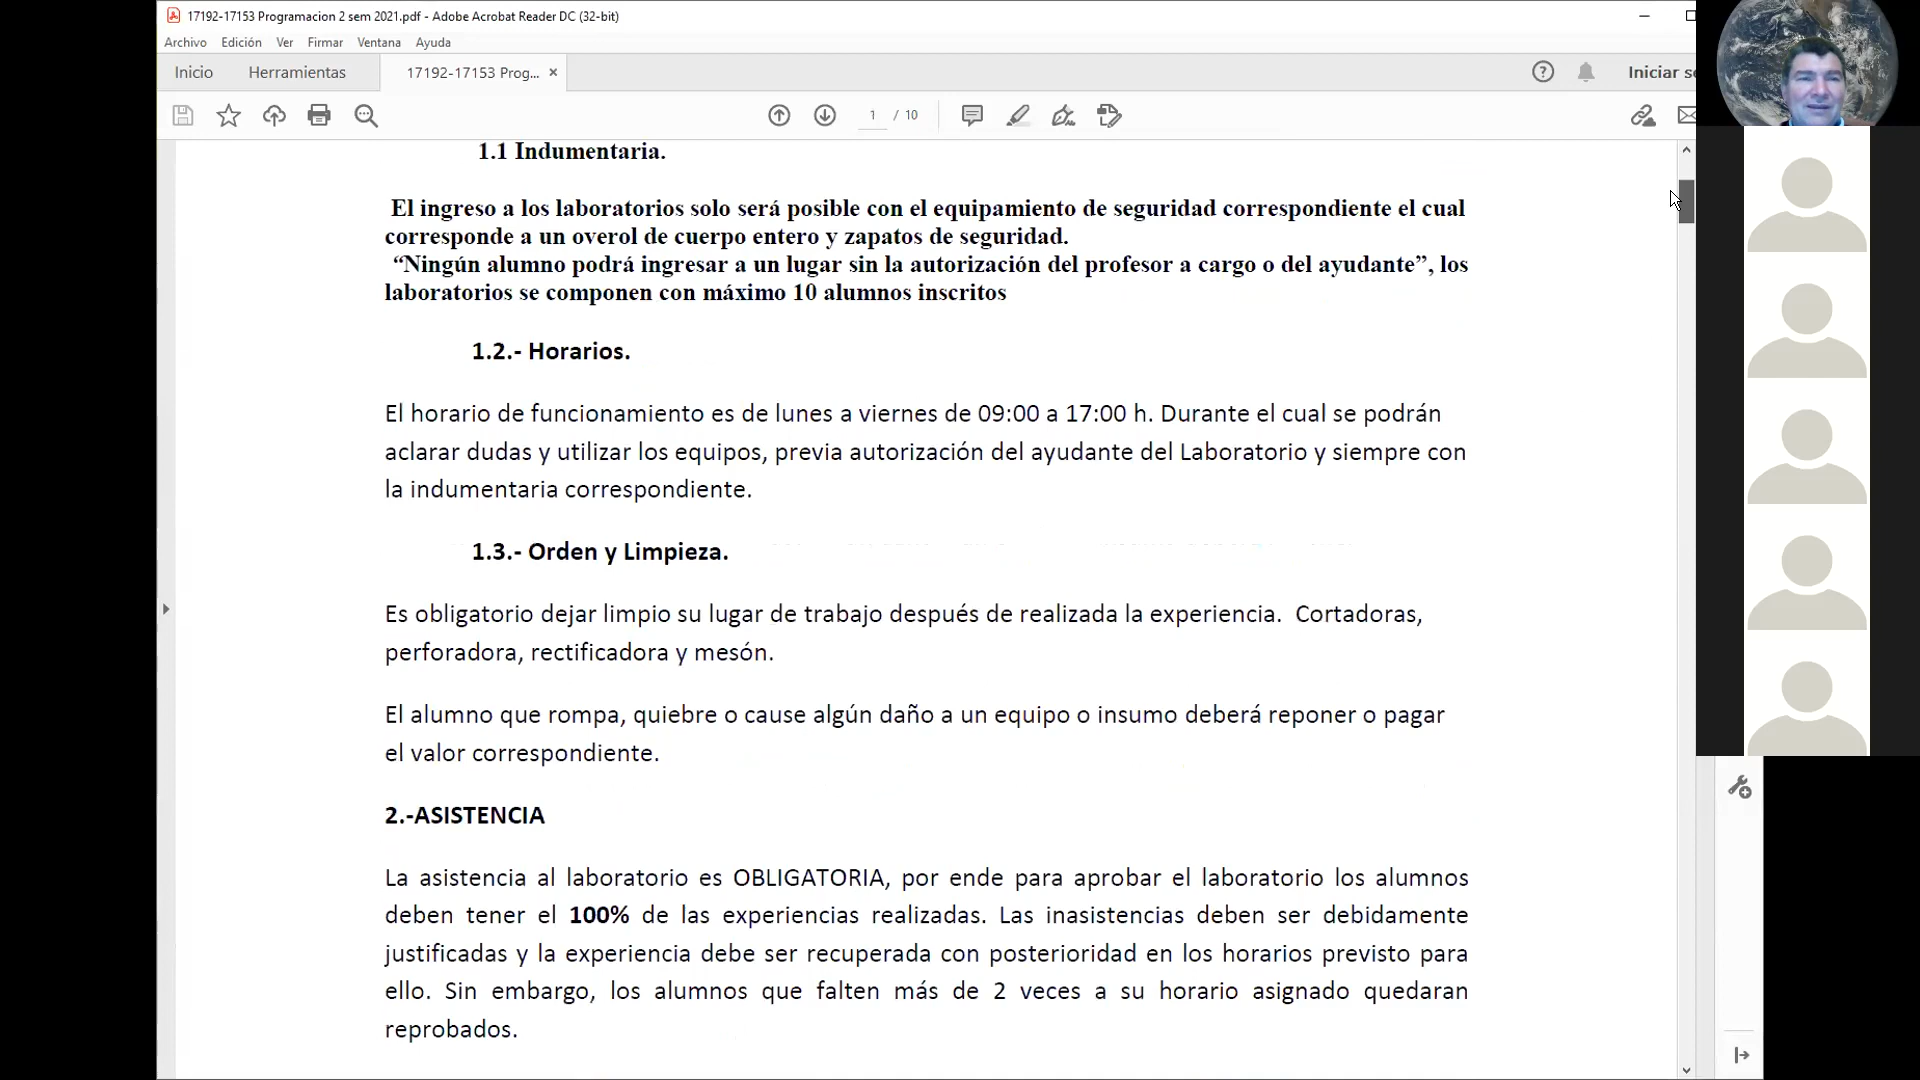 17192-17153 Programacion 2 sem 2021.pdf - Adobe Acrobat Reader DC (32-bit)
Archivo Edición Ver Firmar Ventana Ayuda
Inicio Herramientas 17192-17153 Prog... × Iniciar se
1 / 10
1.1 Indumentaria.
El ingreso a los laboratorios solo será posible con el equipamiento de seguridad correspondiente el cual
corresponde a un overol de cuerpo entero y zapatos de seguridad.
“Ningún alumno podrá ingresar a un lugar sin la autorización del profesor a cargo o del ayudante”, los
laboratorios se componen con máximo 10 alumnos inscritos
1.2.- Horarios.
El horario de funcionamiento es de lunes a viernes de 09:00 a 17:00 h. Durante el cual se podrán
aclarar dudas y utilizar los equipos, previa autorización del ayudante del Laboratorio y siempre con
la indumentaria correspondiente.
1.3.- Orden y Limpieza.
Es obligatorio dejar limpio su lugar de trabajo después de realizada la experiencia. Cortadoras,
perforadora, rectificadora y mesón.
El alumno que rompa, quiebre o cause algún daño a un equipo o insumo deberá reponer o pagar
el valor correspondiente.
2.-ASISTENCIA
La asistencia al laboratorio es OBLIGATORIA, por ende para aprobar el laboratorio los alumnos
deben tener el 100% de las experiencias realizadas. Las inasistencias deben ser debidamente
justificadas y la experiencia debe ser recuperada con posterioridad en los horarios previsto para
ello. Sin embargo, los alumnos que falten más de 2 veces a su horario asignado quedaran
reprobados.